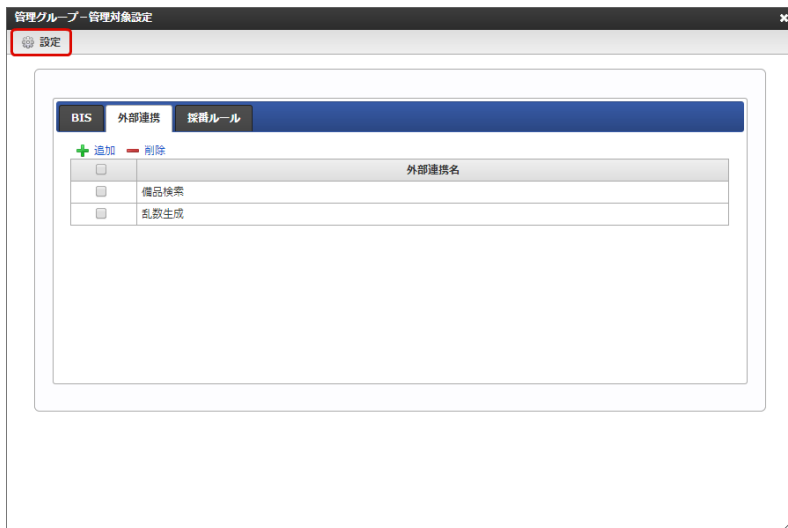 管理グループ－管理対象設定
設定
BIS 外部連携 採番ルール
追加 削除
外部連携名
備品検索
乱数生成